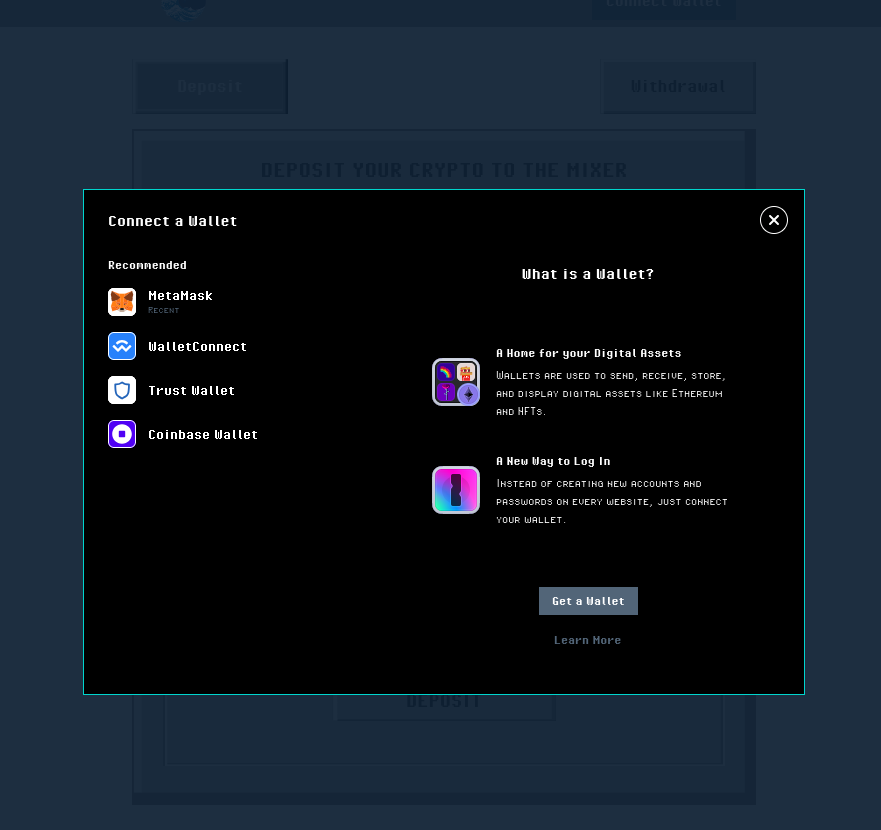 Connect Wallet
Deposit
Withdrawal
DEPOSIT YOUR CRYPTO TO THE MIXER
Connect a Wallet
Recommended
MetaMask
Recent
WalletConnect
Trust Wallet
Coinbase Wallet
What is a Wallet?
A Home for your Digital Assets
Wallets are used to send, receive, store,
and display digital assets like Ethereum
and NFTs.
A New Way to Log In
Instead of creating new accounts and
passwords on every website, just connect
your wallet.
Get a Wallet
Learn More
DEPOSIT